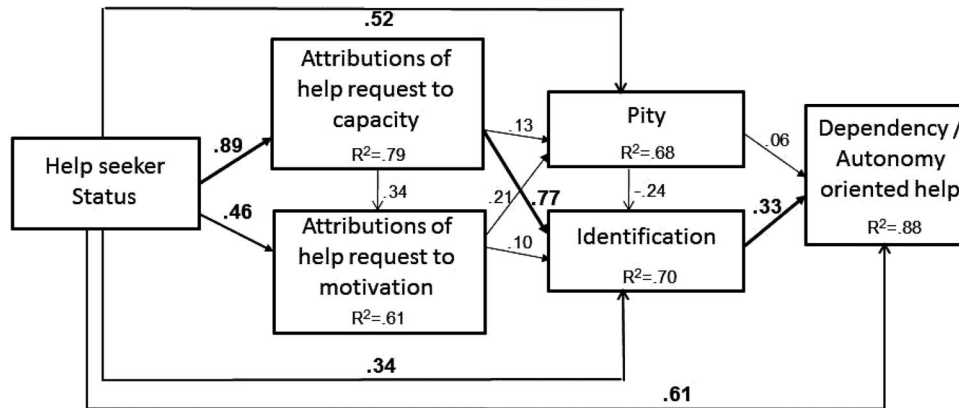 .52
Attributions of
help request to
capacity
R²=.79
Pity
R²=.68
Dependency /
Autonomy
oriented help
R²=.88
Help seeker
Status
.89
.46
.13
.06
.34
.21
.77
-.24
.33
.10
Attributions of
help request to
motivation
R²=.61
Identification
R²=.70
.34
.61